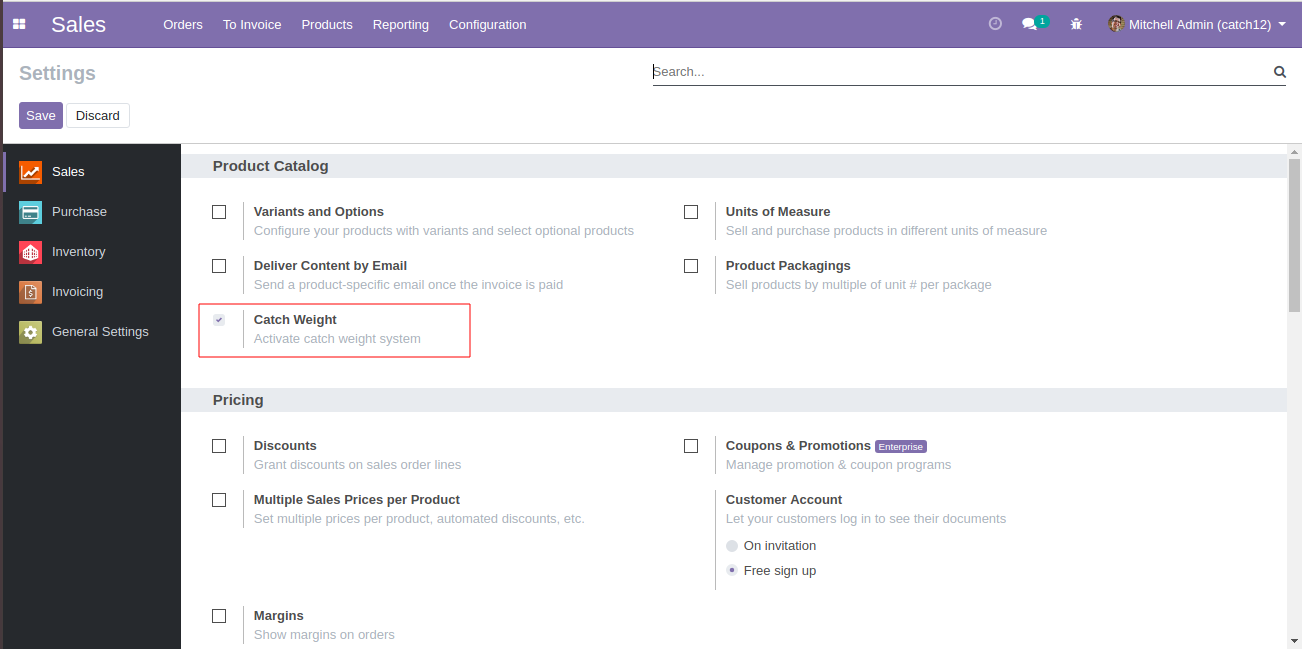 Sales Orders To Invoice Products Reporting Configuration 1 Mitchell Admin (catch12)
Settings
Search...
Save Discard
Sales
Purchase
Inventory
Invoicing
General Settings
Product Catalog
Variants and Options
Configure your products with variants and select optional products
Units of Measure
Sell and purchase products in different units of measure
Deliver Content by Email
Send a product-specific email once the invoice is paid
Product Packagings
Sell products by multiple of unit # per package
Catch Weight
Activate catch weight system
Pricing
Discounts
Grant discounts on sales order lines
Coupons & Promotions Enterprise
Manage promotion & coupon programs
Multiple Sales Prices per Product
Set multiple prices per product, automated discounts, etc.
Customer Account
Let your customers log in to see their documents
On invitation
Free sign up
Margins
Show margins on orders